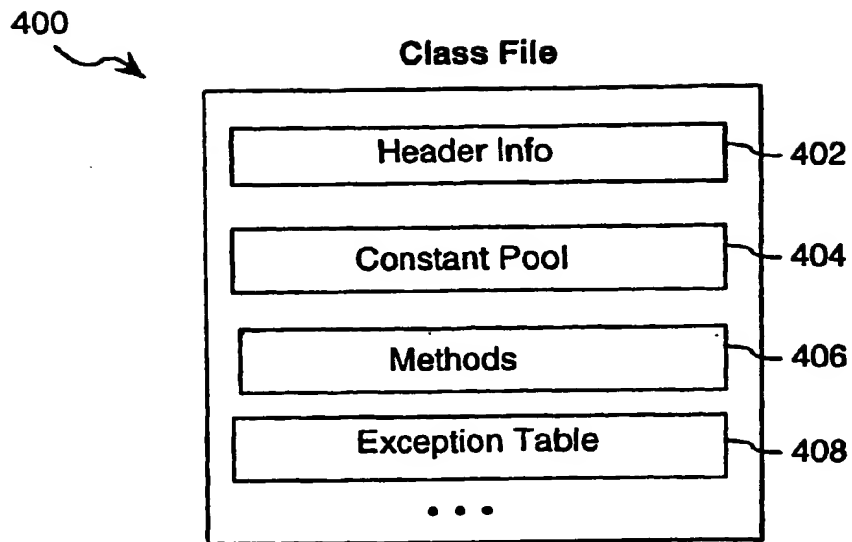 400
Class File
Header Info
402
Constant Pool
404
Methods
406
Exception Table
408
• • •